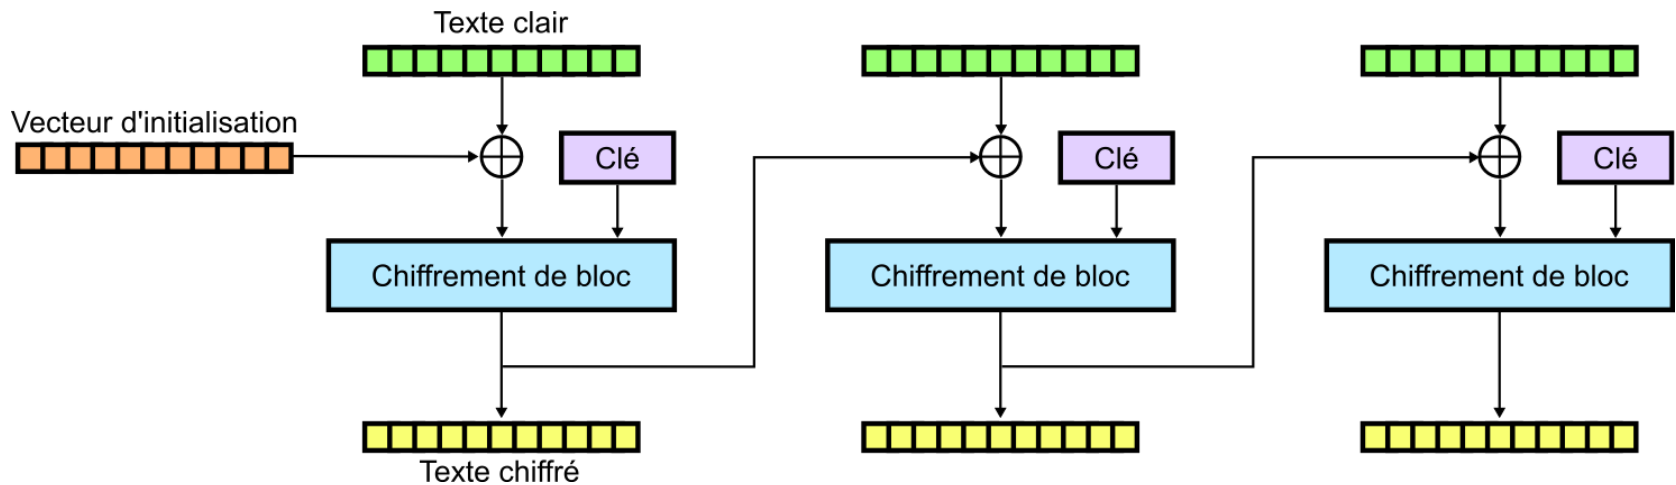 Texte clair
Vecteur d'initialisation
Clé
Clé
Clé
Chiffrement de bloc
Chiffrement de bloc
Chiffrement de bloc
Texte chiffré